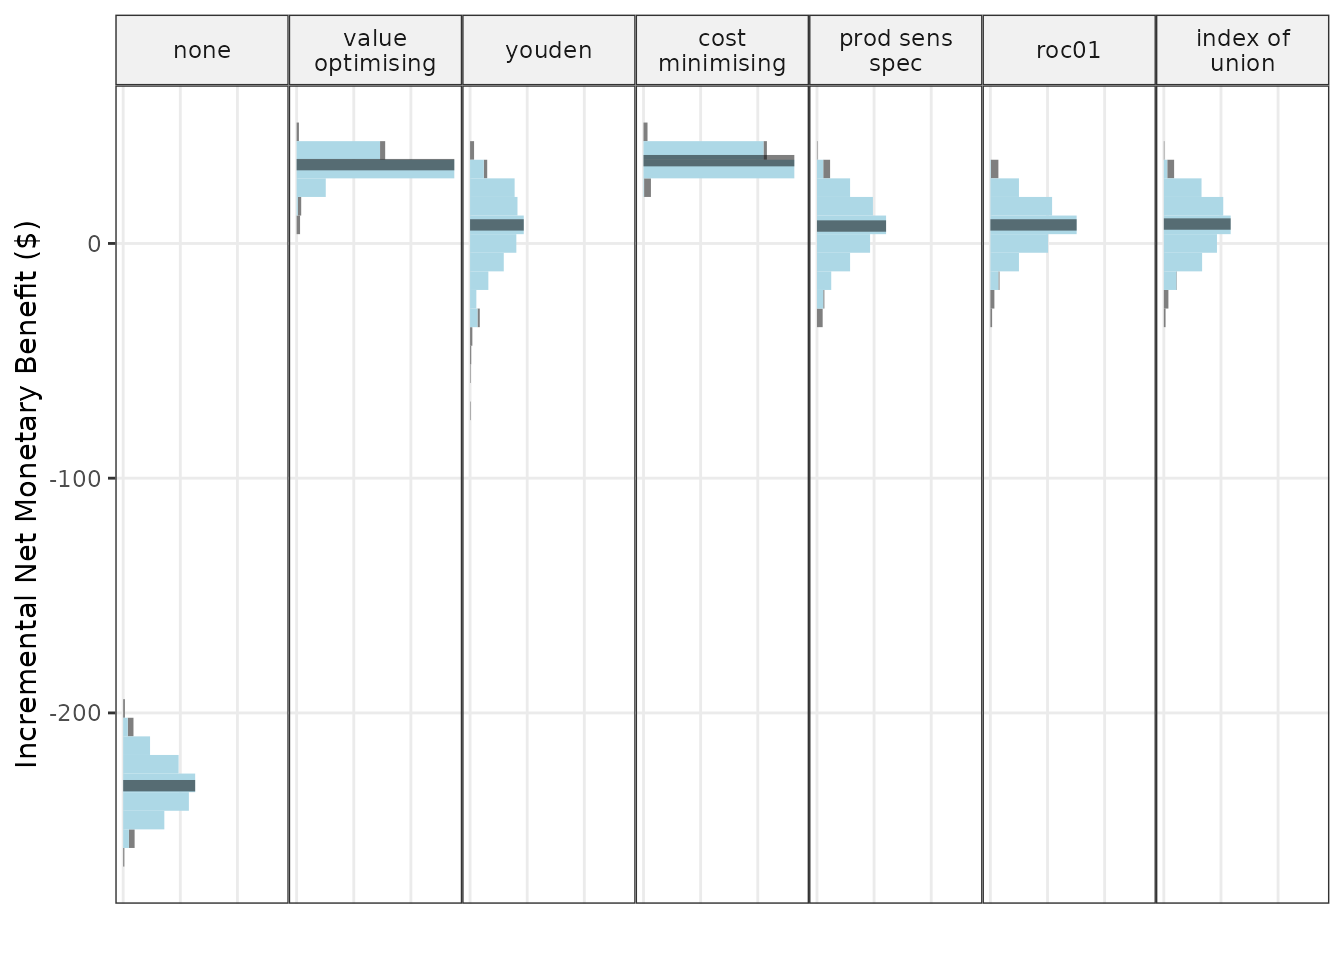 none
value
optimising
youden
cost
minimising
prod sens
spec
roc01
index of
union
Incremental Net Monetary Benefit ($)
0
-100
-200